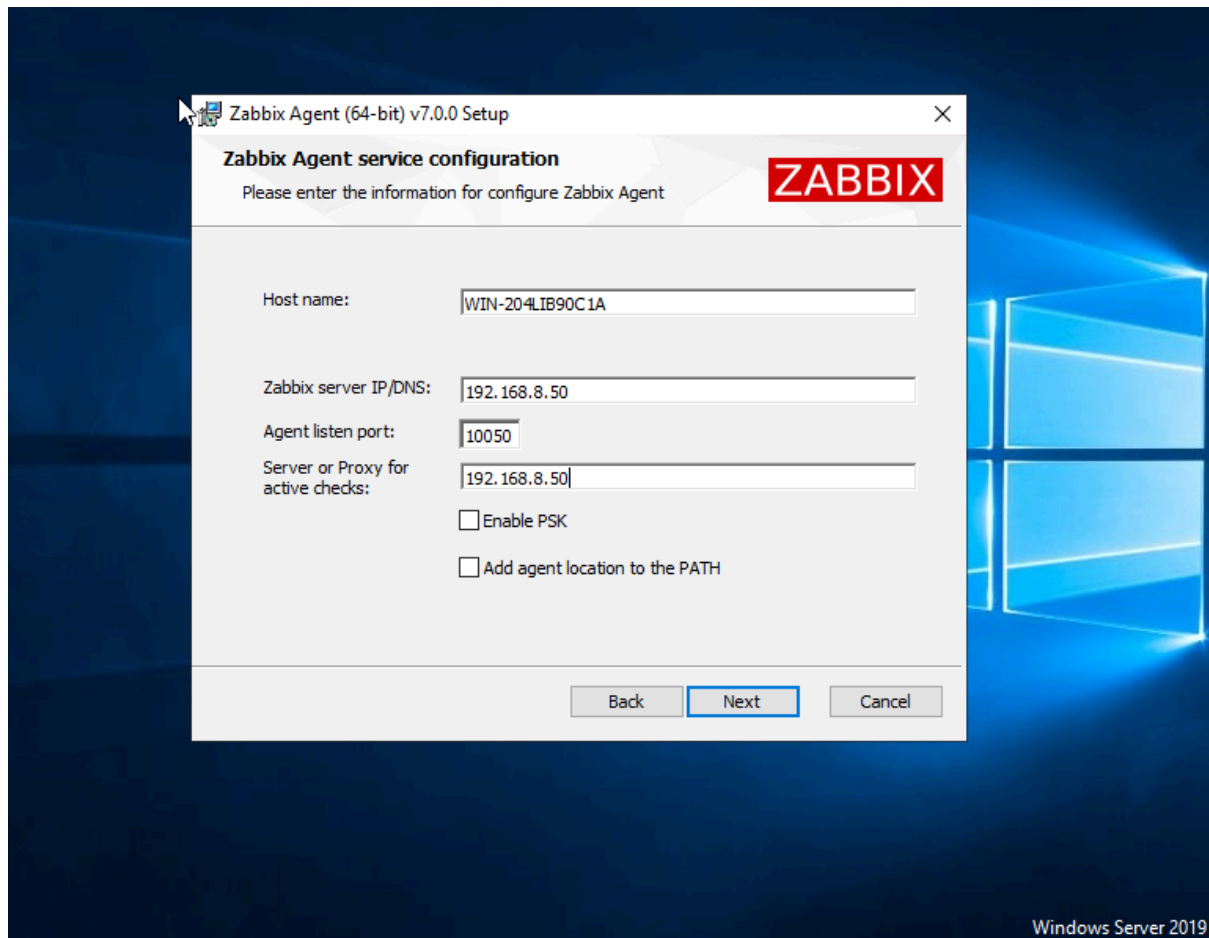 Zabbix Agent (64-bit) v7.0.0 Setup
Zabbix Agent service configuration
Please enter the information for configure Zabbix Agent
ZABBIX
Host name:
WIN-204LIB90C1A
Zabbix server IP/DNS:
192.168.8.50
Agent listen port:
10050
Server or Proxy for
active checks:
192.168.8.50
Enable PSK
Add agent location to the PATH
Back
Next
Cancel
Windows Server 2019